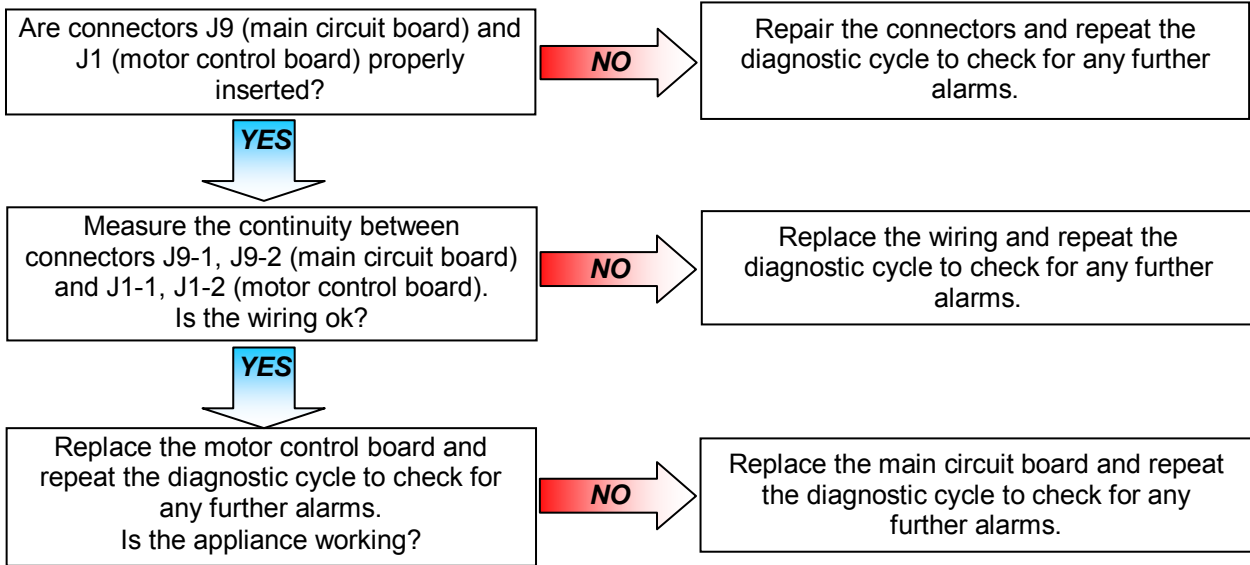 Are connectors J9 (main circuit board) and
J1 (motor control board) properly
inserted?
NO
Repair the connectors and repeat the
diagnostic cycle to check for any further
alarms.
YES
Measure the continuity between
connectors J9-1, J9-2 (main circuit board)
and J1-1, J1-2 (motor control board).
Is the wiring ok?
NO
Replace the wiring and repeat the
diagnostic cycle to check for any further
alarms.
YES
Replace the motor control board and
repeat the diagnostic cycle to check for
any further alarms.
Is the appliance working?
NO
Replace the main circuit board and repeat
the diagnostic cycle to check for any
further alarms.